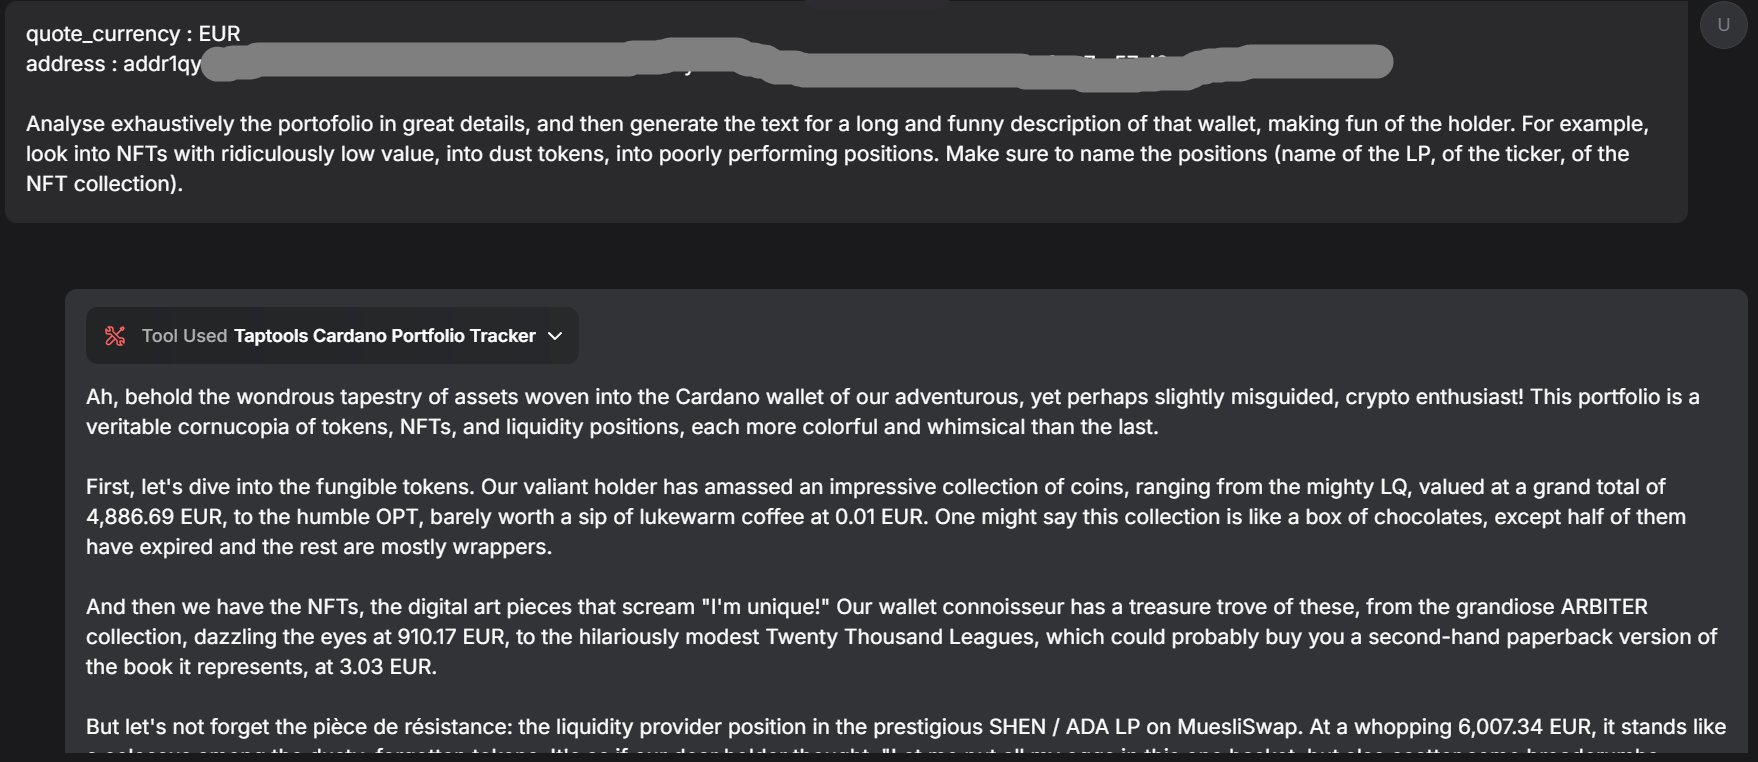 quote_currency : EUR
address : addr1qy
U
Analyse exhaustively the portofolio in great details, and then generate the text for a long and funny description of that wallet, making fun of the holder. For example,
look into NFTs with ridiculously low value, into dust tokens, into poorly performing positions. Make sure to name the positions (name of the LP, of the ticker, of the
NFT collection).
Tool Used Taptools Cardano Portfolio Tracker
Ah, behold the wondrous tapestry of assets woven into the Cardano wallet of our adventurous, yet perhaps slightly misguided, crypto enthusiast! This portfolio is a
veritable cornucopia of tokens, NFTs, and liquidity positions, each more colorful and whimsical than the last.
First, let's dive into the fungible tokens. Our valiant holder has amassed an impressive collection of coins, ranging from the mighty LQ, valued at a grand total of
4,886.69 EUR, to the humble OPT, barely worth a sip of lukewarm coffee at 0.01 EUR. One might say this collection is like a box of chocolates, except half of them
have expired and the rest are mostly wrappers.
And then we have the NFTs, the digital art pieces that scream "I'm unique!" Our wallet connoisseur has a treasure trove of these, from the grandiose ARBITER
collection, dazzling the eyes at 910.17 EUR, to the hilariously modest Twenty Thousand Leagues, which could probably buy you a second-hand paperback version of
the book it represents, at 3.03 EUR.
But let's not forget the pièce de résistance: the liquidity provider position in the prestigious SHEN / ADA LP on MuesliSwap. At a whopping 6,007.34 EUR, it stands like